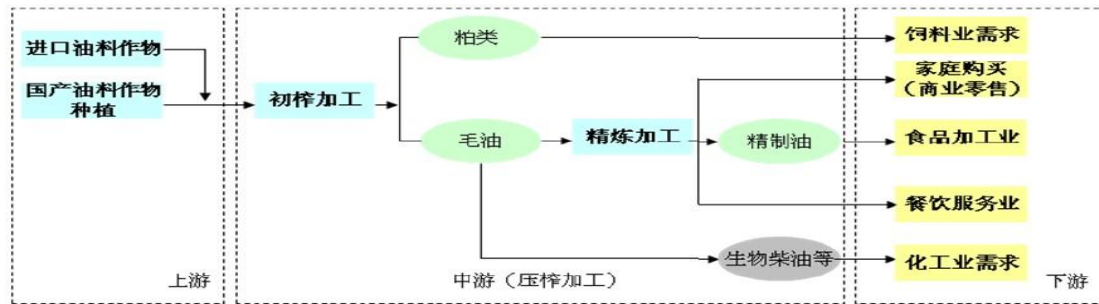 进口油料作物
国产油料作物
种植
上游
初榨加工
粕类
毛油
精炼加工
精制油
生物柴油等
中游（压榨加工）
饲料业需求
家庭购买
（商业零售）
食品加工业
餐饮服务业
化工业需求
下游